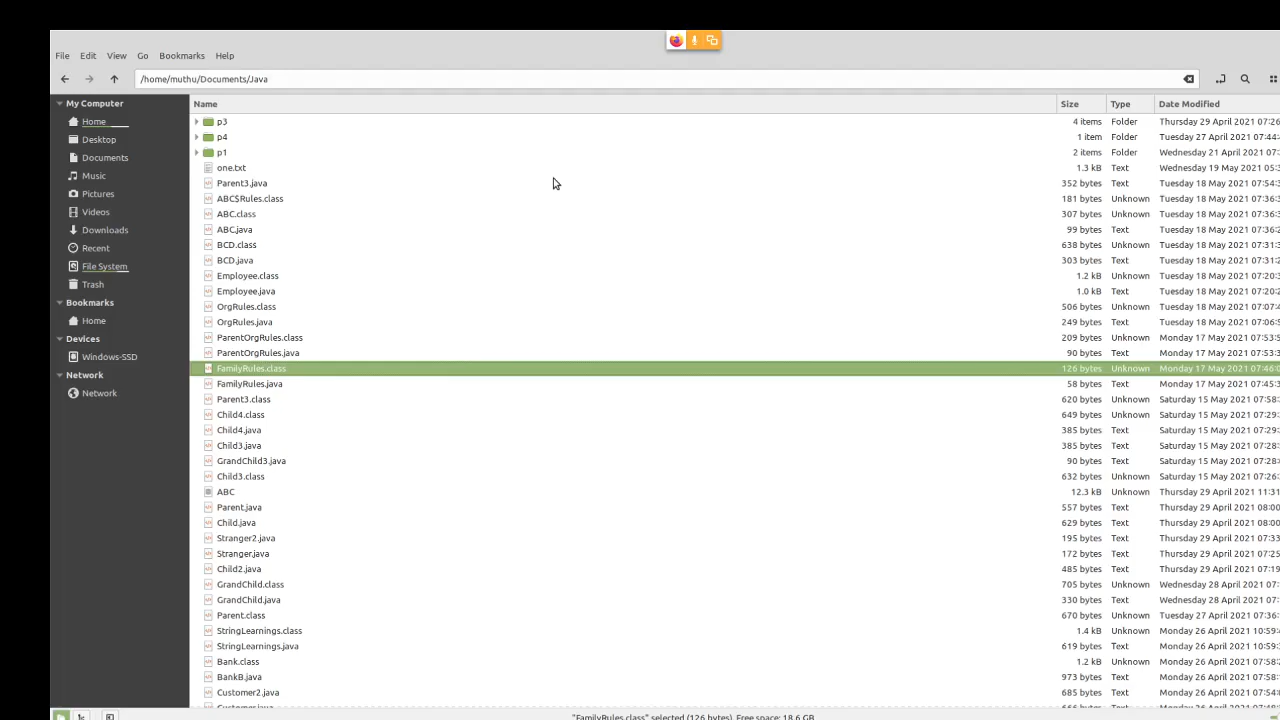 File Edit View Go Bookmarks Help
/home/muthu/Documents/Java
My Computer
Home
Desktop
Documents
Music
Pictures
Videos
Downloads
Recent
File System
Trash
Bookmarks
Home
Devices
Windows-SSD
Network
Network
Name Size Type Date Modified
p3 4 items Folder Thursday 29 April 2021 07:26
p4 1 item Folder Tuesday 27 April 2021 07:44:
p1 2 items Folder Wednesday 21 April 2021 07:
one.txt 1.3 kB Text Wednesday 19 May 2021 05:
Parent3.java 352 bytes Text Tuesday 18 May 2021 07:54:
ABC$Rules.class 181 bytes Unknown Tuesday 18 May 2021 07:36:
ABC.class 307 bytes Unknown Tuesday 18 May 2021 07:36:
ABC.java 99 bytes Text Tuesday 18 May 2021 07:36:
BCD.class 638 bytes Unknown Tuesday 18 May 2021 07:31:
BCD.java 303 bytes Text Tuesday 18 May 2021 07:31:
Employee.class 1.2 kB Unknown Tuesday 18 May 2021 07:20:
Employee.java 1.0 kB Text Tuesday 18 May 2021 07:20:
OrgRules.class 506 bytes Unknown Tuesday 18 May 2021 07:07:
OrgRules.java 249 bytes Text Tuesday 18 May 2021 07:06:
ParentOrgRules.class 209 bytes Unknown Monday 17 May 2021 07:53:
ParentOrgRules.java 90 bytes Text Monday 17 May 2021 07:53:
FamilyRules.class 126 bytes Unknown Monday 17 May 2021 07:46:
FamilyRules.java 58 bytes Text Monday 17 May 2021 07:45:
Parent3.class 620 bytes Unknown Saturday 15 May 2021 07:58:
Child4.class 649 bytes Unknown Saturday 15 May 2021 07:29:
Child4.java 385 bytes Text Saturday 15 May 2021 07:29:
Child3.java 385 bytes Text Saturday 15 May 2021 07:28:
GrandChild3.java 90 bytes Text Saturday 15 May 2021 07:28:
Child3.class 632 bytes Unknown Saturday 15 May 2021 07:26:
ABC 12.3 kB Unknown Thursday 29 April 2021 11:31
Parent.java 557 bytes Text Thursday 29 April 2021 08:00
Child.java 629 bytes Text Thursday 29 April 2021 08:00
Stranger2.java 195 bytes Text Thursday 29 April 2021 07:33
Stranger.java 172 bytes Text Thursday 29 April 2021 07:25
Child2.java 485 bytes Text Thursday 29 April 2021 07:19
GrandChild.class 705 bytes Unknown Wednesday 28 April 2021 07:
GrandChild.java 330 bytes Text Wednesday 28 April 2021 07:
Parent.class 670 bytes Unknown Tuesday 27 April 2021 07:36:
StringLearnings.class 1.4 kB Unknown Monday 26 April 2021 10:59:
StringLearnings.java 619 bytes Text Monday 26 April 2021 10:59:
Bank.class 1.2 kB Unknown Monday 26 April 2021 07:58:
BankB.java 973 bytes Text Monday 26 April 2021 07:58:
Customer2.java 685 bytes Text Monday 26 April 2021 07:54:
"FamilyRules.class" selected (126 bytes), Free space: 18.6 GB